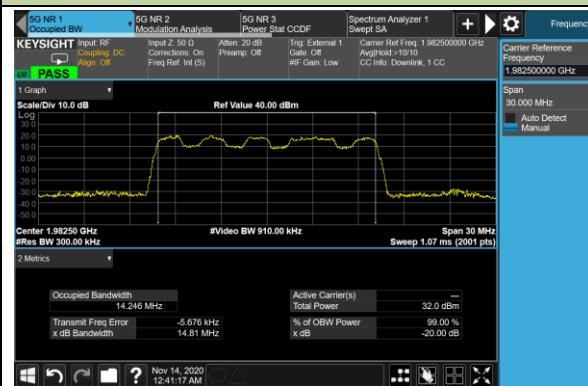 5G NR 1
Occupied BW
5G NR 2
Modulation Analysis
5G NR 3
Power Stat CCDF
Spectrum Analyzer 1
Swept SA
Frequency
KEYSIGHT
Input: RF
Coupling: DC
Align: Off
Input Z: 50 Ω
Corrections: On
Freq Ref: Int (S)
Atten: 20 dB
Preamp: Off
Trig: External 1
Gate: Off
#IF Gain: Low
Carrier Ref Freq: 1.982500000 GHz
Avg|Hold:>10/10
CC Info: Downlink, 1 CC
PASS
Carrier Reference
Frequency
1.982500000 GHz
Span
30.000 MHz
Auto Detect
Manual
1 Graph
Scale/Div 10.0 dB
Ref Value 40.00 dBm
Log
30.0
20.0
10.0
0.00
-10.0
-20.0
-30.0
-40.0
-50.0
Center 1.98250 GHz
#Res BW 300.00 kHz
#Video BW 910.00 kHz
Span 30 MHz
Sweep 1.07 ms (2001 pts)
2 Metrics
Occupied Bandwidth
14.246 MHz
Active Carrier(s)
---
Total Power
32.0 dBm
Transmit Freq Error
-5.676 kHz
% of OBW Power
99.00 %
x dB Bandwidth
14.81 MHz
x dB
-20.00 dB
Nov 14, 2020
12:41:17 AM